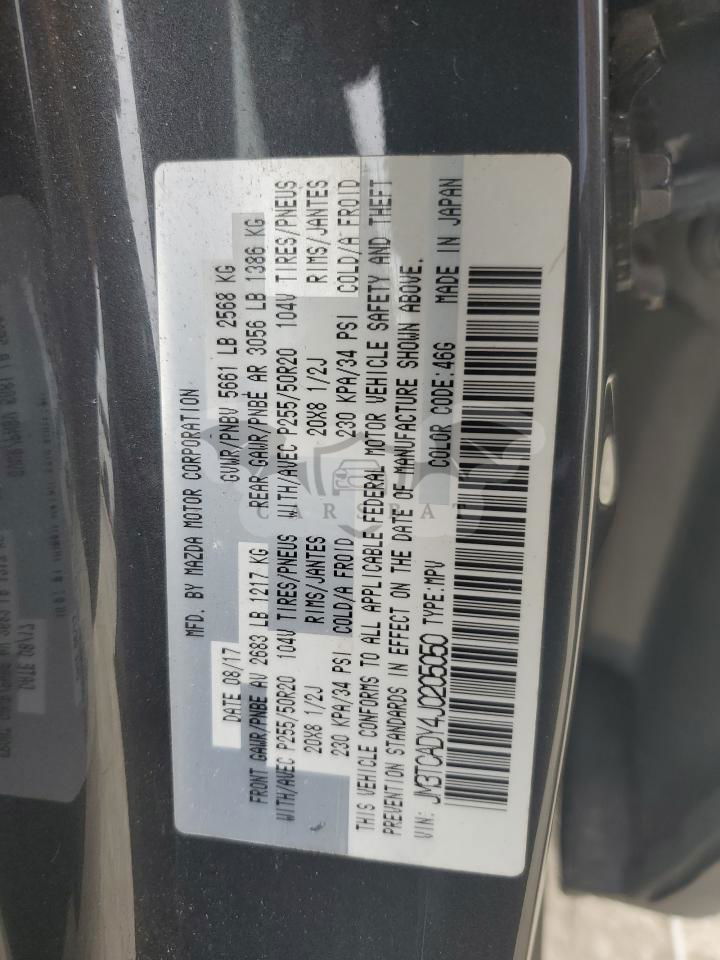 MFD. BY MAZDA MOTOR CORPORATION
DATE 08/17 GVWR/PNBV 5661 LB 2568 KG
FRONT GAWR/PNBE AV 2683 LB 1217 KG REAR GAWR/PNBE AR 3056 LB 1386 KG
WITH/AVEC P255/50R20 104V TIRES/PNEUS WITH/AVEC P255/50R20 104V TIRES/PNEUS
20X8 1/2J RIMS/JANTES 20X8 1/2J RIMS/JANTES
230 KPA/34 PSI COLD/A FROID 230 KPA/34 PSI COLD/A FROID
THIS VEHICLE CONFORMS TO ALL APPLICABLE FEDERAL MOTOR VEHICLE SAFETY AND THEFT
PREVENTION STANDARDS IN EFFECT ON THE DATE OF MANUFACTURE SHOWN ABOVE.
VIN: JM3TCADY4J0205050 TYPE:MPV COLOR CODE:46G MADE IN JAPAN
CARSBAT